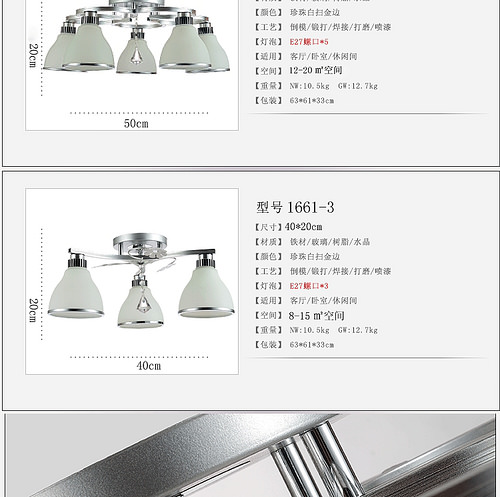 【颜色】 珍珠白扫金边
【工艺】 倒模/锻打/焊接/打磨/喷漆
【灯泡】 E27螺口*5
【适用】 客厅/卧室/休闲间
【空间】 12-20 ㎡空间
【重量】 NW:10.5kg GW:12.7kg
【包装】 63*61*33cm
20cm
50cm
型号 1661-3
【尺寸】 40*20cm
【材质】 铁材/玻璃/树脂/水晶
【颜色】 珍珠白扫金边
【工艺】 倒模/锻打/焊接/打磨/喷漆
【灯泡】 E27螺口*3
【适用】 客厅/卧室/休闲间
【空间】 8-15 ㎡空间
【重量】 NW:10.5kg GW:12.7kg
【包装】 63*61*33cm
20cm
40cm